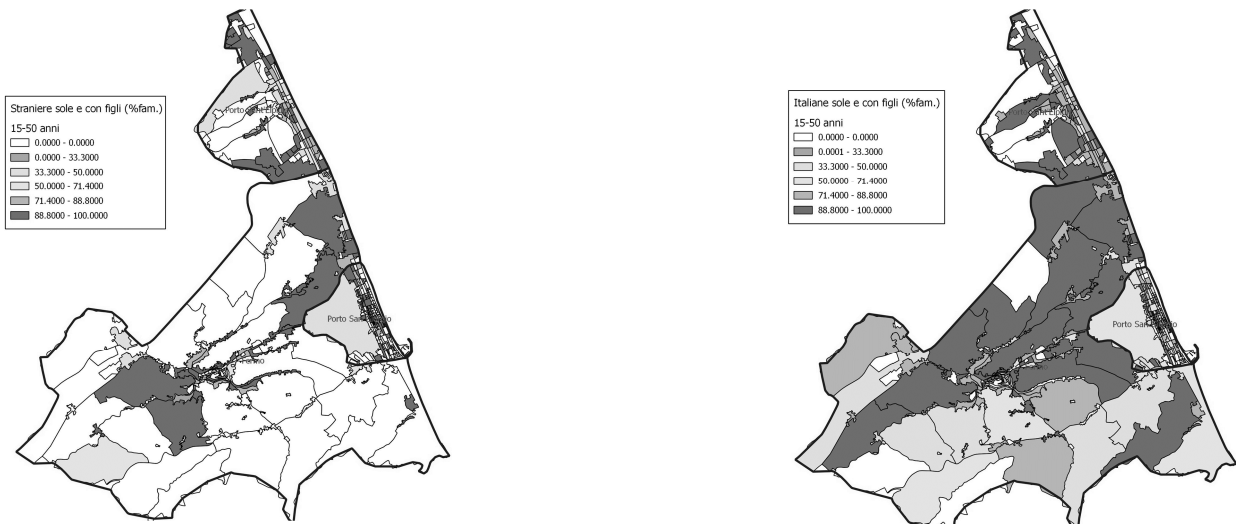 Straniere sole e con figli (%fam.)
15-50 anni
0.0000 - 0.0000
0.0000 - 33.3000
33.3000 - 50.0000
50.0000 - 71.4000
71.4000 - 88.8000
88.8000 - 100.0000
Porto
Porto San
Italiane sole e con figli (%fam.)
15-50 anni
0.0000 - 0.0000
0.0001 - 33.3000
33.3000 - 50.0000
50.0000 - 71.4000
71.4000 - 88.8000
88.8000 - 100.0000
Porto
Porto San